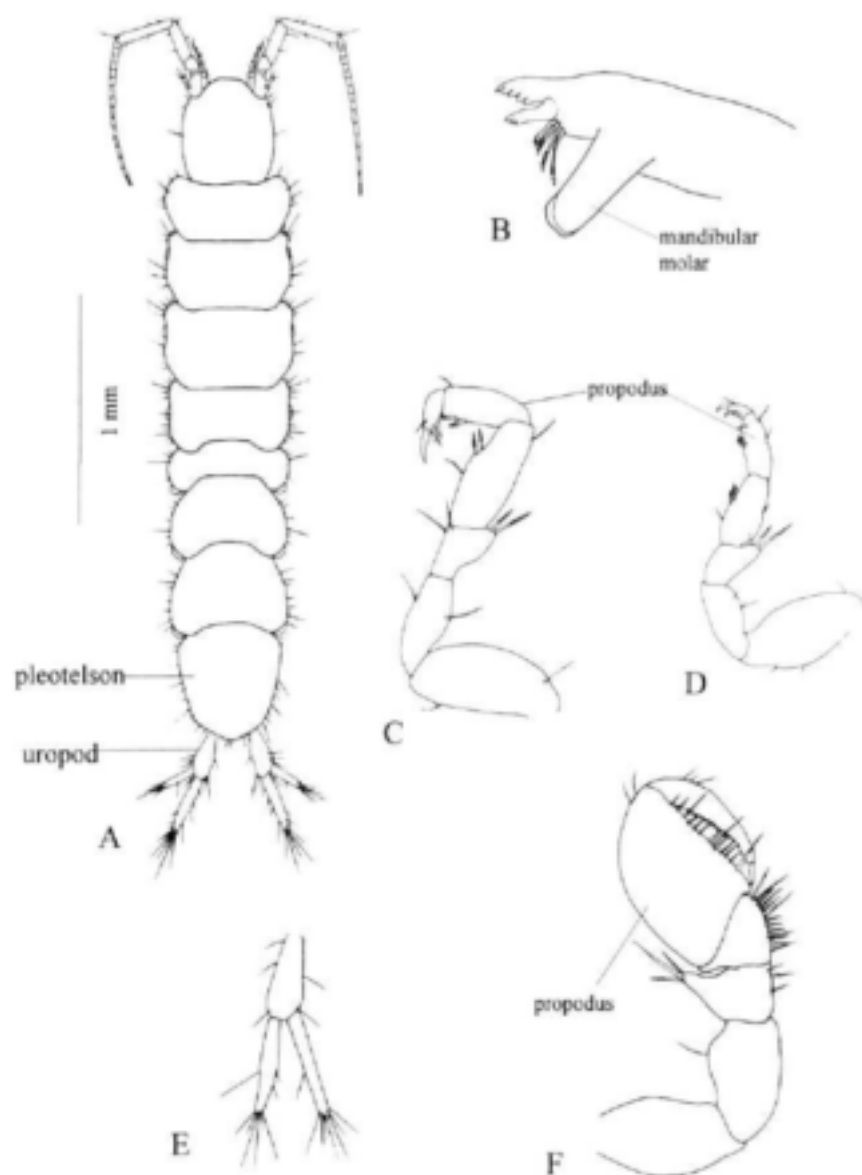 B
mandibular
molar
1 mm
propodus
pleotelson
C
D
uropod
A
propodus
E
F